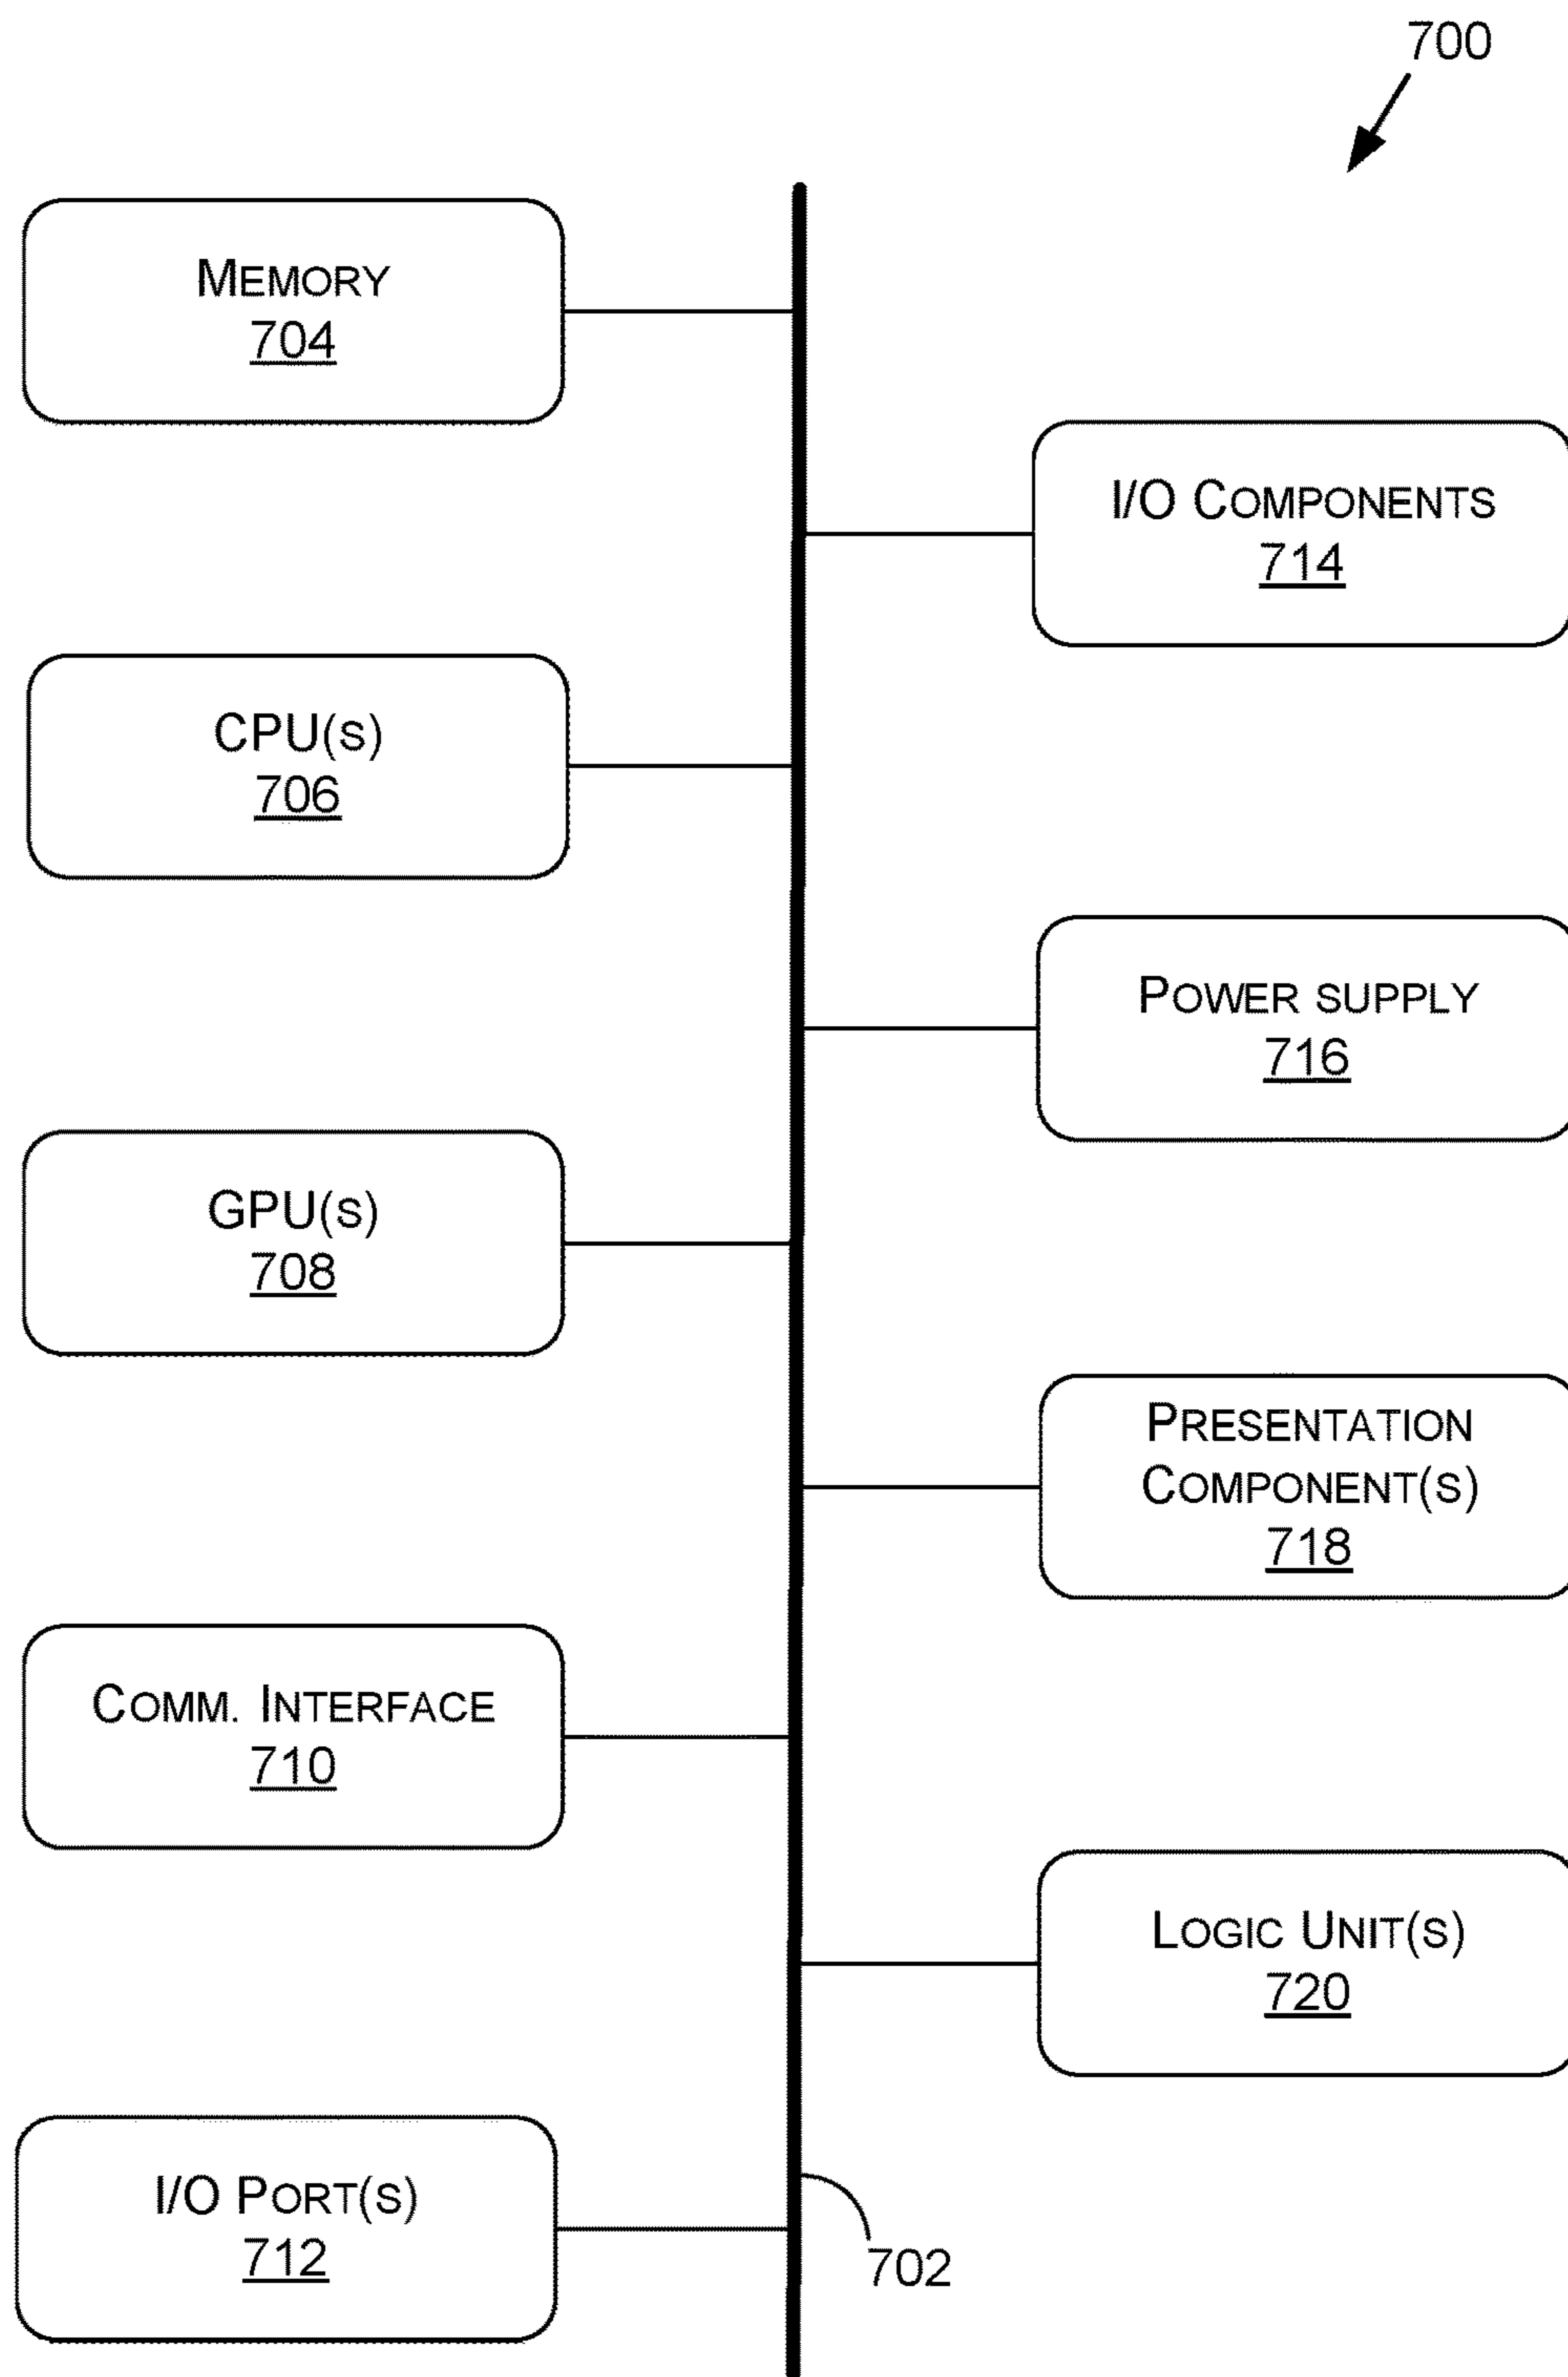 700
MEMORY
704
I/O COMPONENTS
714
CPU(S)
706
POWER SUPPLY
716
GPU(S)
708
PRESENTATION
COMPONENT(S)
718
COMM. INTERFACE
710
LOGIC UNIT(S)
720
I/O PORT(S)
712
702